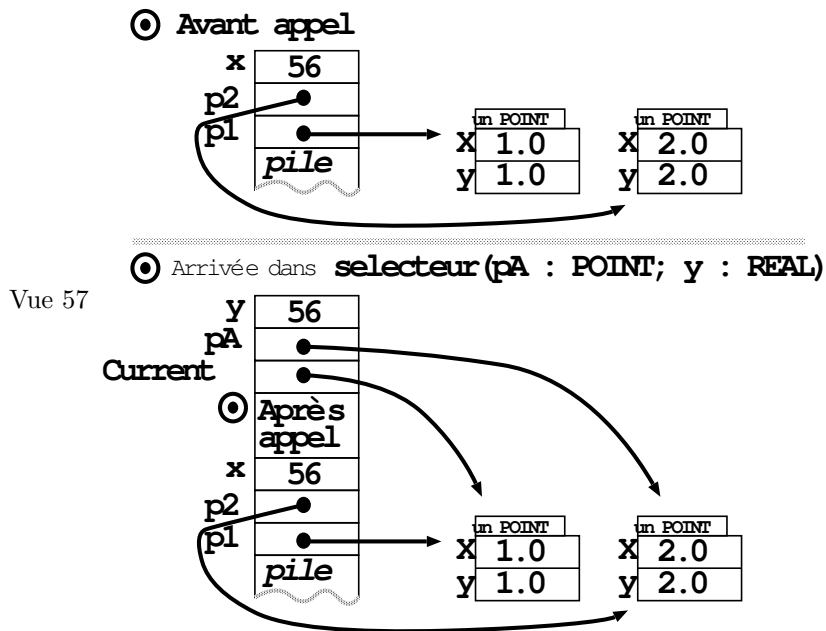 Avant appel
x 56
p2
p1
pile
un POINT
x 1.0
y 1.0
un POINT
x 2.0
y 2.0
Arrivée dans selecteur(pA : POINT; y : REAL)
Vue 57
y 56
pA
Current
Après
appel
x 56
p2
p1
pile
un POINT
x 1.0
y 1.0
un POINT
x 2.0
y 2.0